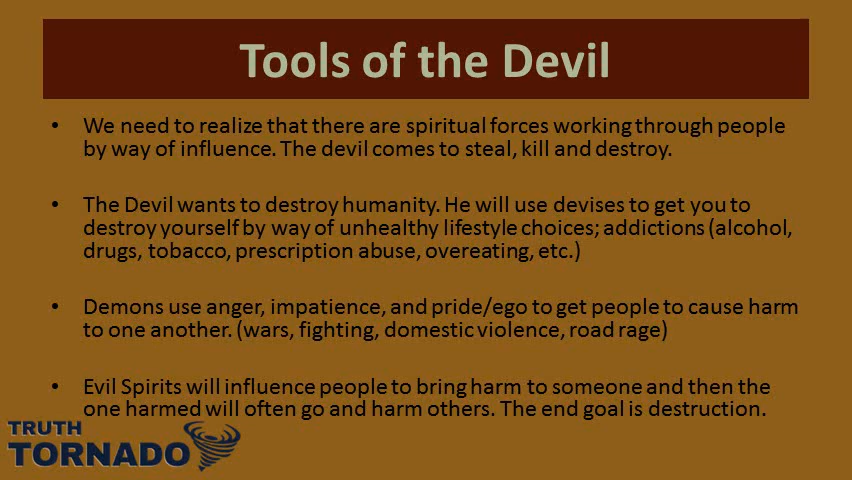 Tools of the Devil
• We need to realize that there are spiritual forces working through people
by way of influence. The devil comes to steal, kill and destroy.
• The Devil wants to destroy humanity. He will use devises to get you to
destroy yourself by way of unhealthy lifestyle choices; addictions (alcohol,
drugs, tobacco, prescription abuse, overeating, etc.)
• Demons use anger, impatience, and pride/ego to get people to cause harm
to one another. (wars, fighting, domestic violence, road rage)
• Evil Spirits will influence people to bring harm to someone and then the
one harmed will often go and harm others. The end goal is destruction.
TRUTH
TORNADO